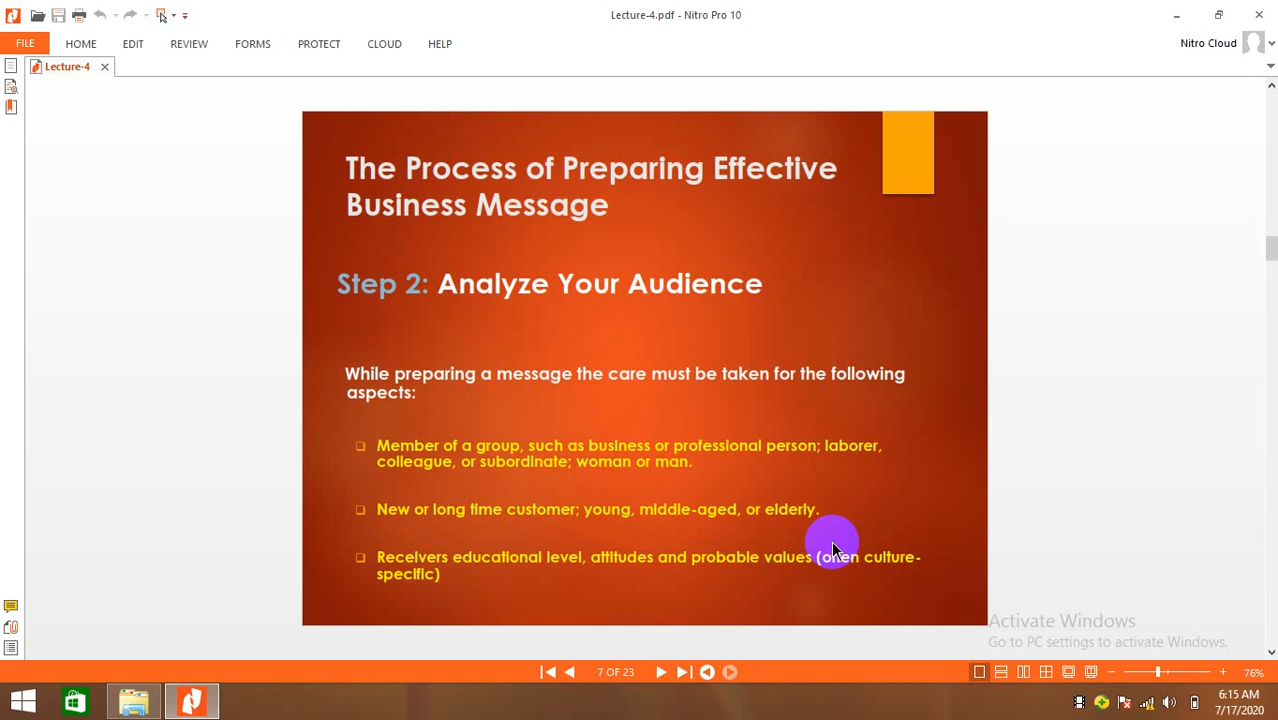 Lecture-4.pdf - Nitro Pro 10
FILE HOME EDIT REVIEW FORMS PROTECT CLOUD HELP Nitro Cloud
Lecture-4
The Process of Preparing Effective
Business Message
Step 2: Analyze Your Audience
While preparing a message the care must be taken for the following
aspects:
Member of a group, such as business or professional person; laborer,
colleague, or subordinate; woman or man.
New or long time customer; young, middle-aged, or elderly.
Receivers educational level, attitudes and probable values (often culture-
specific)
Activate Windows
Go to PC settings to activate Windows.
7 OF 23
76%
6:15 AM
7/17/2020